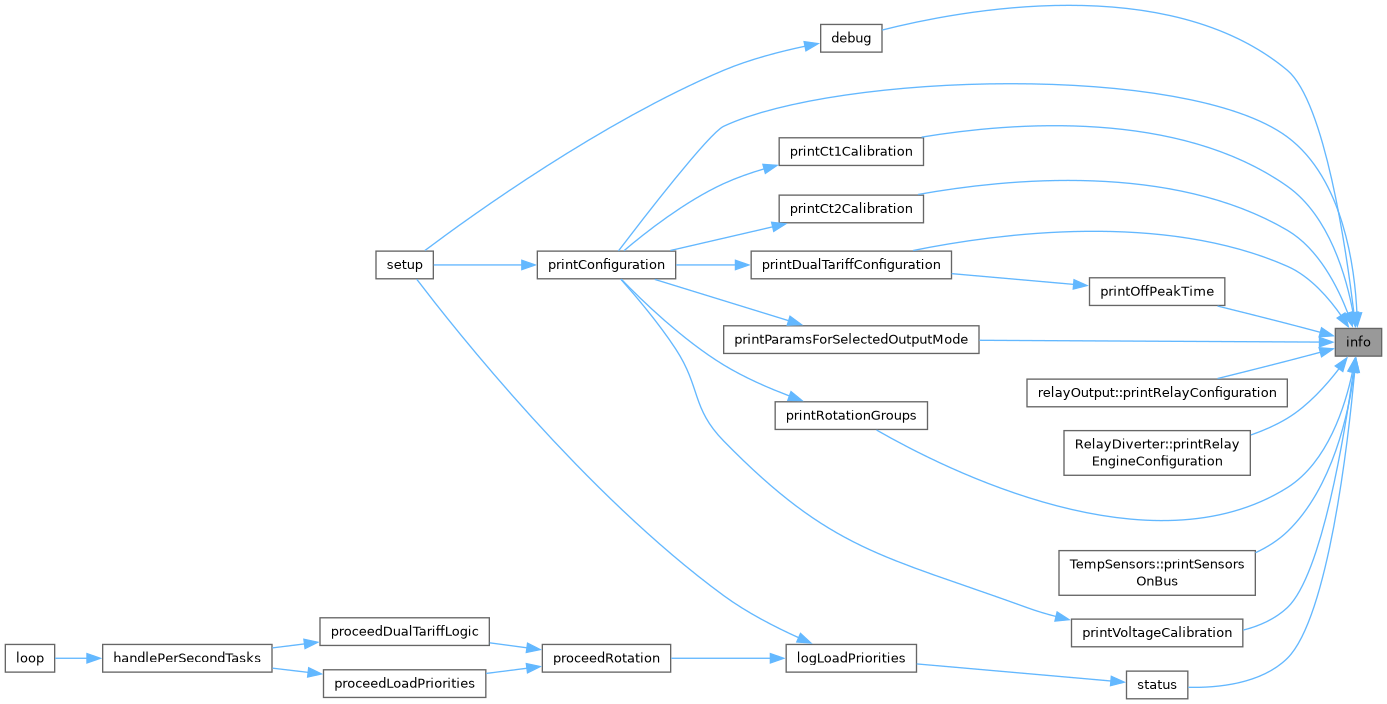 debug
printCt1Calibration
printCt2Calibration
setup
printConfiguration
printDualTariffConfiguration
printOffPeakTime
printParamsForSelectedOutputMode
info
relayOutput::printRelayConfiguration
printRotationGroups
RelayDiverter::printRelay
EngineConfiguration
TempSensors::printSensors
OnBus
proceedDualTariffLogic
printVoltageCalibration
loop
handlePerSecondTasks
proceedRotation
logLoadPriorities
proceedLoadPriorities
status